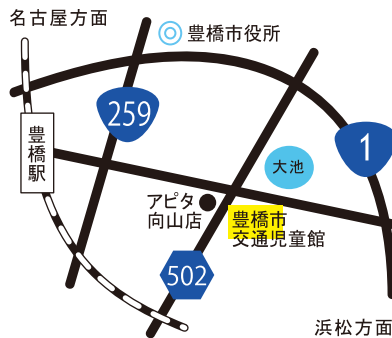 名古屋方面
豊橋市役所
259
豊橋駅
1
大池
アピタ
向山店
豊橋市
交通児童館
502
浜松方面